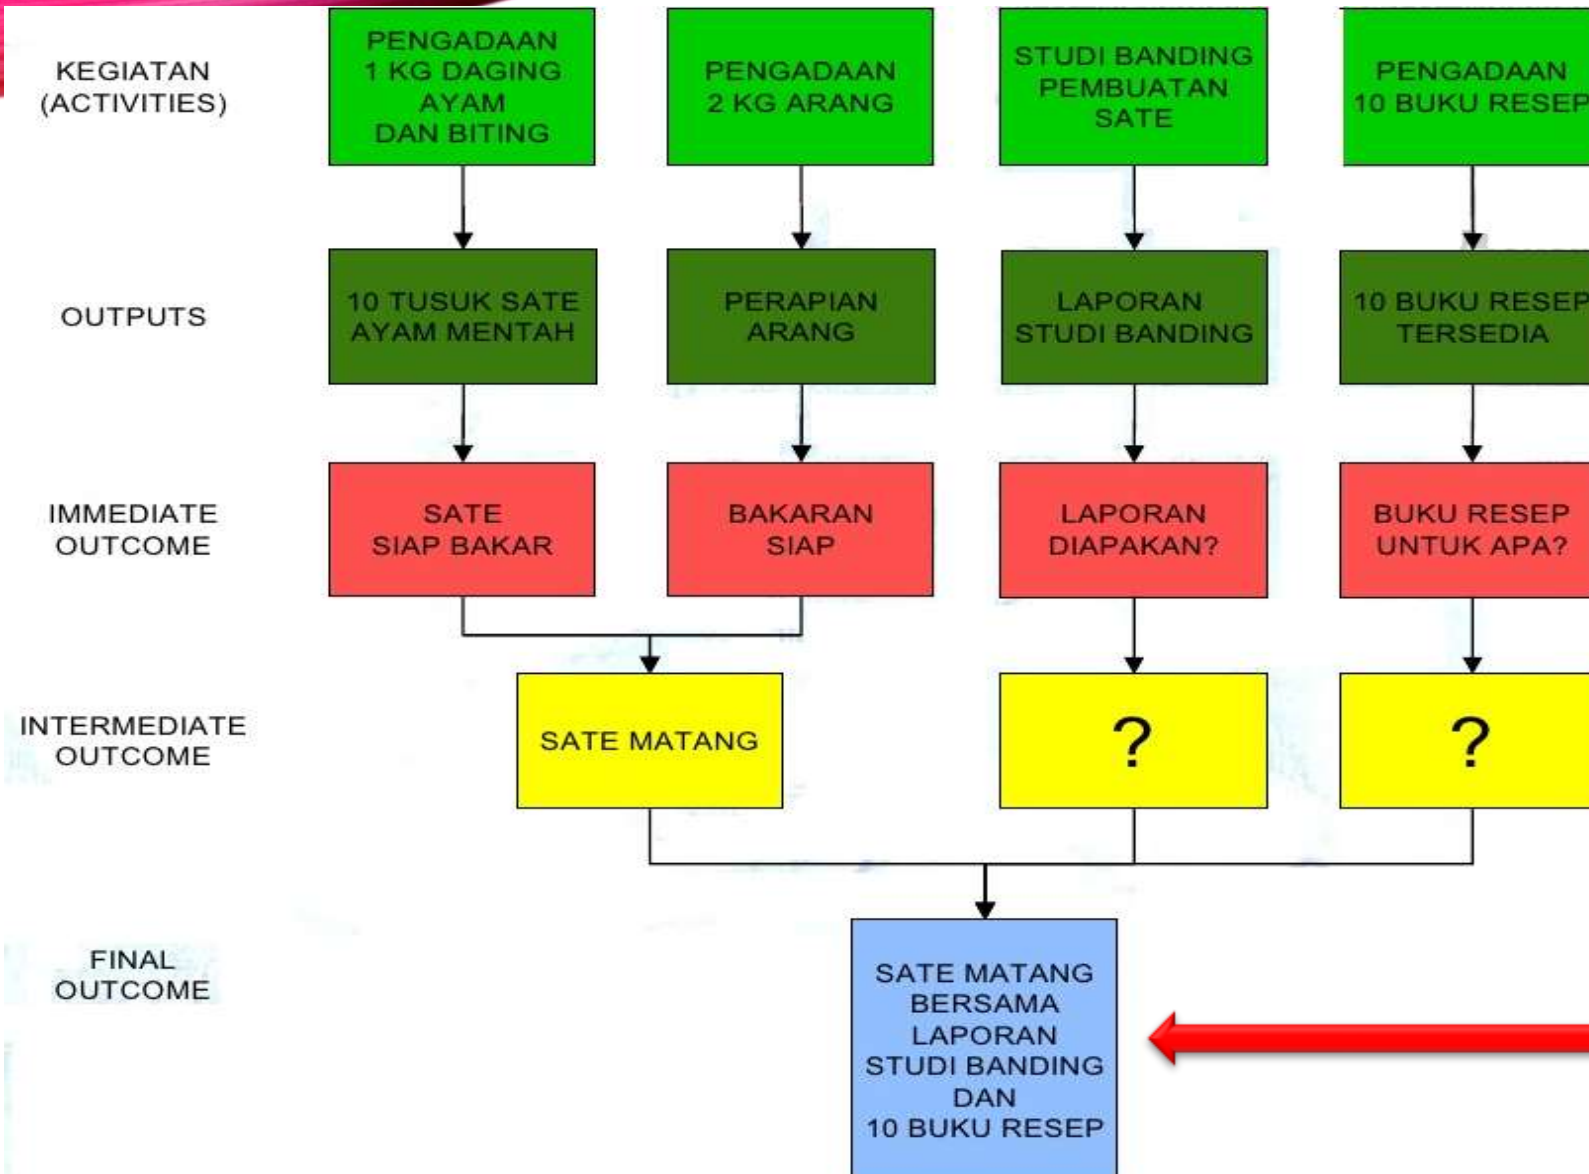 KEGIATAN
(ACTIVITIES)
PENGADAAN
1 KG DAGING
AYAM
DAN BITING
PENGADAAN
2 KG ARANG
STUDI BANDING
PEMBUATAN
SATE
PENGADAAN
10 BUKU RESEP
OUTPUTS
10 TUSUK SATE
AYAM MENTAH
PERAPIAN
ARANG
LAPORAN
STUDI BANDING
10 BUKU RESEP
TERSEDIA
IMMEDIATE
OUTCOME
SATE
SIAP BAKAR
BAKARAN
SIAP
LAPORAN
DIAPAKAN?
BUKU RESEP
UNTUK APA?
INTERMEDIATE
OUTCOME
SATE MATANG
?
?
FINAL
OUTCOME
SATE MATANG
BERSAMA
LAPORAN
STUDI BANDING
DAN
10 BUKU RESEP